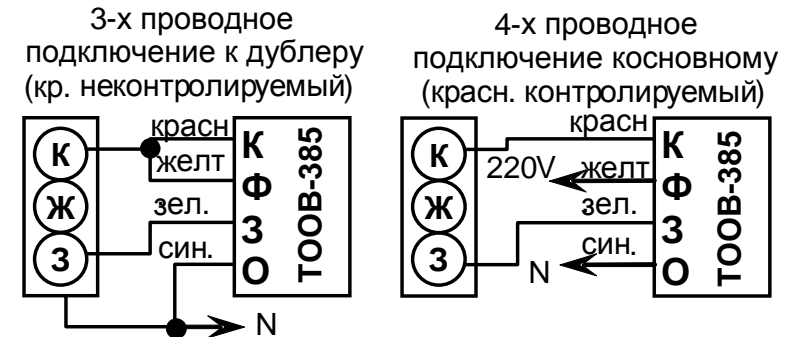 3-х проводное
подключение к дублеру
(кр. неконтролируемый)
красн
К
К
желт
Ф
Ж
зел.
З
З
син.
О
ТООВ-385
N
4-х проводное
подключение косновному
(красн. контролируемый)
красн
К
К
220V
желт
Ф
Ж
зел.
З
З
син.
N
О
ТООВ-385